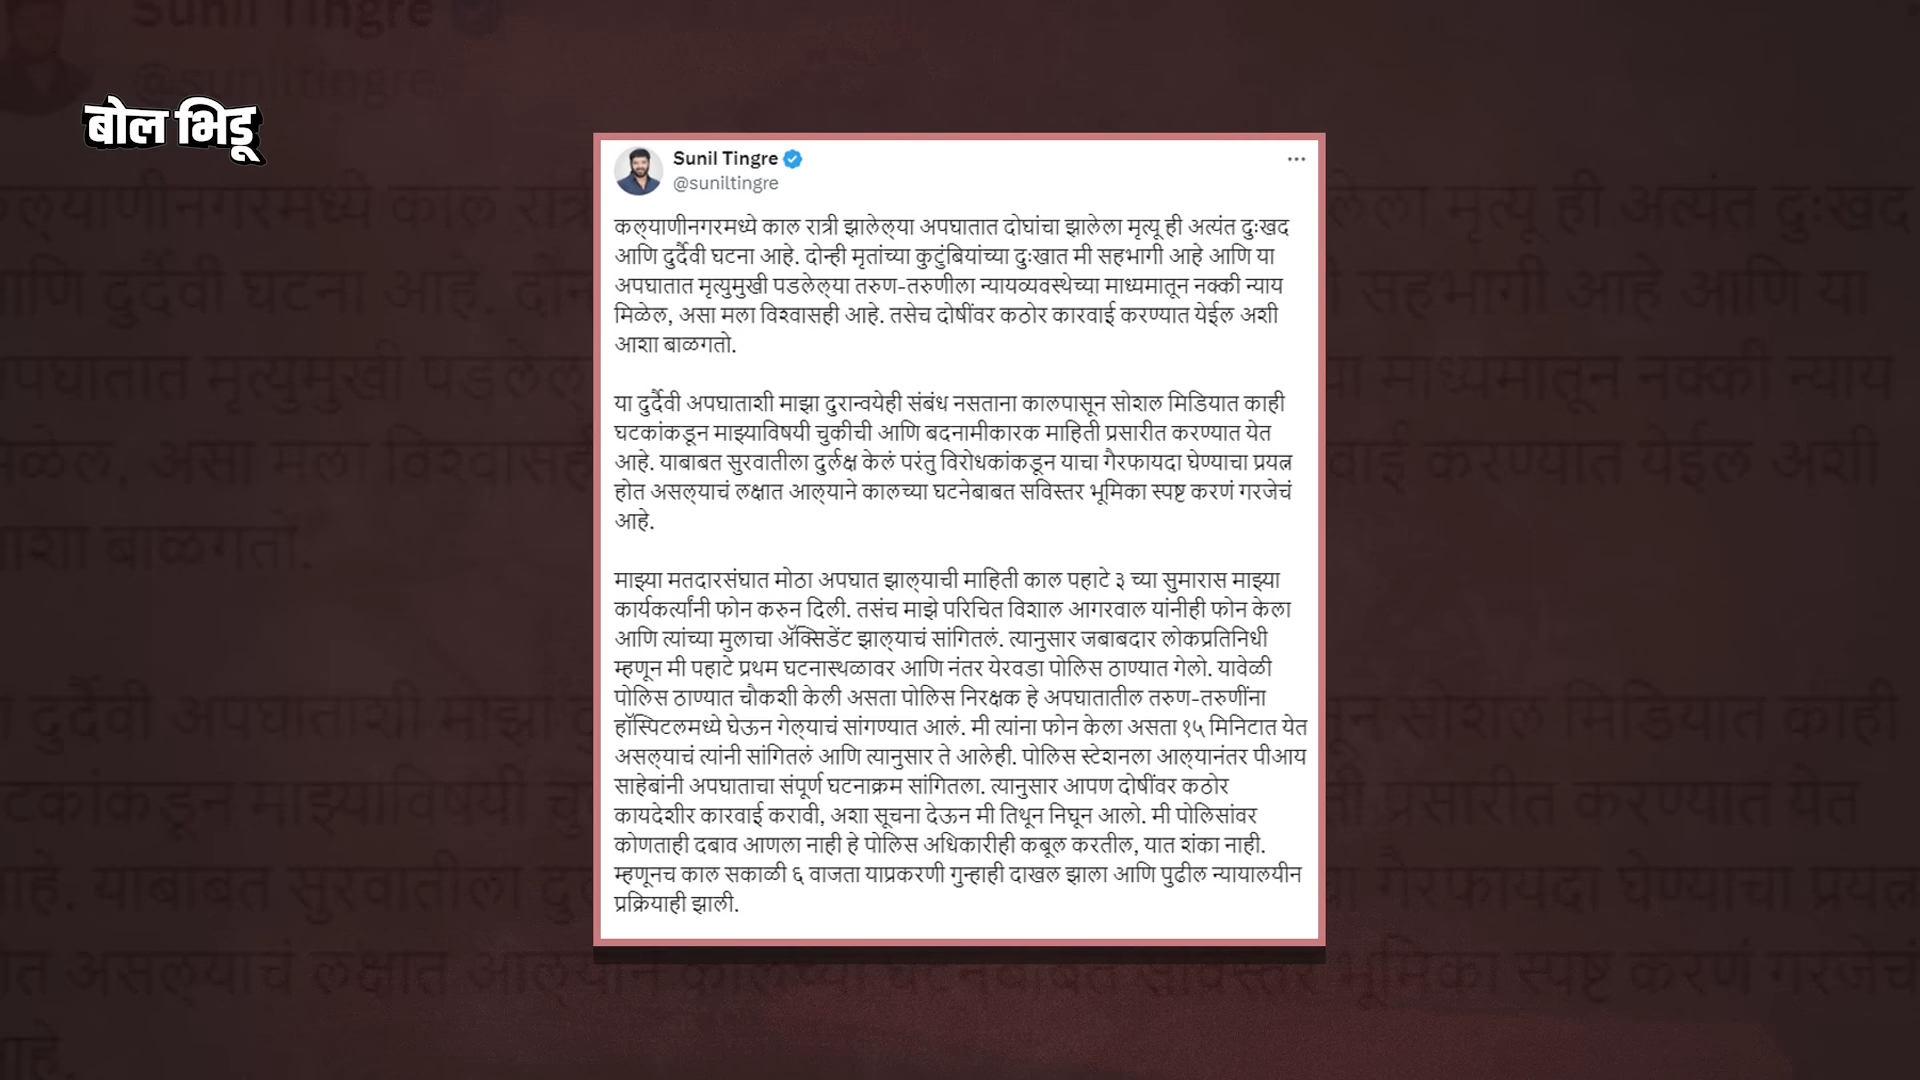 बोल भिडू
Sunil Tingre
@suniltingre
कल्याणीनगरमध्ये काल रात्री झालेल्या अपघातात दोघांचा झालेला मृत्यू ही अत्यंत दुःखद
आणि दुर्दैवी घटना आहे. दोन्ही मृतांच्या कुटुंबियांच्या दुःखात मी सहभागी आहे आणि या
अपघातात मृत्युमुखी पडलेल्या तरुण-तरुणीला न्यायव्यवस्थेच्या माध्यमातून नक्की न्याय
मिळेल, असा मला विश्वासही आहे. तसेच दोषींवर कठोर कारवाई करण्यात येईल अशी
आशा बाळगतो.
या दुर्दैवी अपघाताशी माझा दुरान्वयेही संबंध नसताना कालपासून सोशल मिडियात काही
घटकांकडून माझ्याविषयी चुकीची आणि बदनामीकारक माहिती प्रसारीत करण्यात येत
आहे. याबाबत सुरवातीला दुर्लक्ष केलं परंतु विरोधकांकडून याचा गैरफायदा घेण्याचा प्रयत्न
होत असल्याचं लक्षात आल्याने कालच्या घटनेबाबत सविस्तर भूमिका स्पष्ट करणं गरजेचं
आहे.
माझ्या मतदारसंघात मोठा अपघात झाल्याची माहिती काल पहाटे ३ च्या सुमारास माझ्या
कार्यकर्त्यांनी फोन करुन दिली. तसंच माझे परिचित विशाल आगरवाल यांनीही फोन केला
आणि त्यांच्या मुलाचा ॲक्सिडेंट झाल्याचं सांगितलं. त्यानुसार जबाबदार लोकप्रतिनिधी
म्हणून मी पहाटे प्रथम घटनास्थळावर आणि नंतर येरवडा पोलिस ठाण्यात गेलो. यावेळी
पोलिस ठाण्यात चौकशी केली असता पोलिस निरक्षक हे अपघातातील तरुण-तरुणींना
हॉस्पिटलमध्ये घेऊन गेल्याचं सांगण्यात आलं. मी त्यांना फोन केला असता १५ मिनिटात येत
असल्याचं त्यांनी सांगितलं आणि त्यानुसार ते आलेही. पोलिस स्टेशनला आल्यानंतर पीआय
साहेबांनी अपघाताचा संपूर्ण घटनाक्रम सांगितला. त्यानुसार आपण दोषींवर कठोर
कायदेशीर कारवाई करावी, अशा सूचना देऊन मी तिथून निघून आलो. मी पोलिसांवर
कोणताही दबाव आणला नाही हे पोलिस अधिकारीही कबूल करतील, यात शंका नाही.
म्हणूनच काल सकाळी ६ वाजता याप्रकरणी गुन्हाही दाखल झाला आणि पुढील न्यायालयीन
प्रक्रियाही झाली.